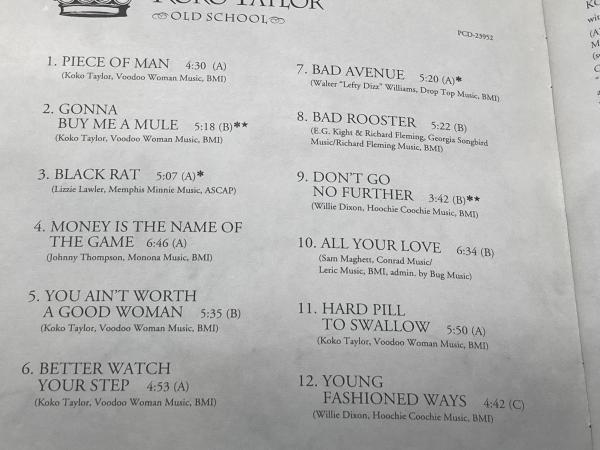 KOKO TAYLOR
OLD SCHOOL
PCD-23952
1. PIECE OF MAN 4:30 (A)
(Koko Taylor, Voodoo Woman Music, BMI)
2. GONNA
BUY ME A MULE 5:18 (B)**
(Koko Taylor, Voodoo Woman Music, BMI)
3. BLACK RAT 5:07 (A)*
(Lizzie Lawler, Memphis Minnie Music, ASCAP)
4. MONEY IS THE NAME OF
THE GAME 6:46 (A)
(Johnny Thompson, Monona Music, BMI)
5. YOU AIN'T WORTH
A GOOD WOMAN 5:35 (B)
(Koko Taylor, Voodoo Woman Music, BMI)
6. BETTER WATCH
YOUR STEP 4:53 (A)
(Koko Taylor, Voodoo Woman Music, BMI)
7. BAD AVENUE 5:20 (A)*
(Walter "Lefty Dizz" Williams, Drop Top Music, BMI)
8. BAD ROOSTER 5:22 (B)
(E.G. Kight & Richard Fleming, Georgia Songbird
Music/Richard Fleming Music, BMI)
9. DON'T GO
NO FURTHER 3:42 (B)**
(Willie Dixon, Hoochie Coochie Music, BMI)
10. ALL YOUR LOVE 6:34 (B)
(Sam Maghett, Conrad Music/
Leric Music, BMI, admin. by Bug Music)
11. HARD PILL
TO SWALLOW 5:50 (A)
(Koko Taylor, Voodoo Woman Music, BMI)
12. YOUNG
FASHIONED WAYS 4:42 (C)
(Willie Dixon, Hoochie Coochie Music, BMI)